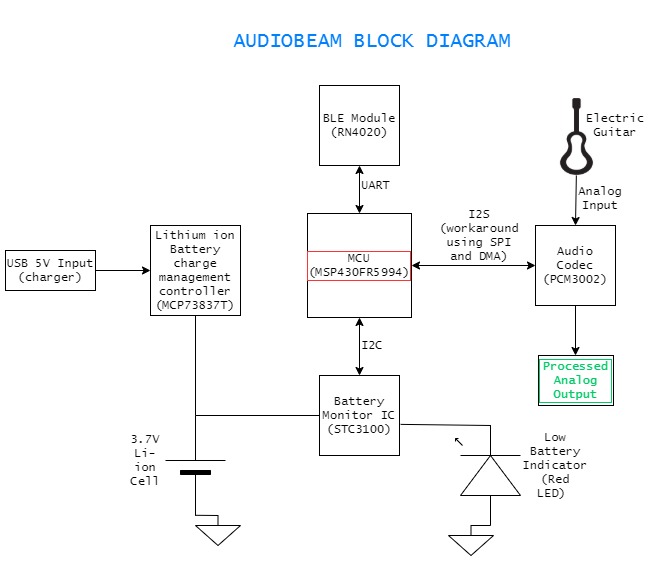 AUDIOBEAM BLOCK DIAGRAM
BLE Module
(RN4020)
Electric
Guitar
UART
Analog
Input
I2S
(workaround
using SPI
and DMA)
Lithium ion
Battery
charge
management
controller
(MCP73837T)
USB 5V Input
(charger)
MCU
(MSP430FR5994)
Audio
Codec
(PCM3002)
I2C
Processed
Analog
Output
Battery
Monitor IC
(STC3100)
3.7V
Li-
ion
Cell
Low
Battery
Indicator
(Red
LED)